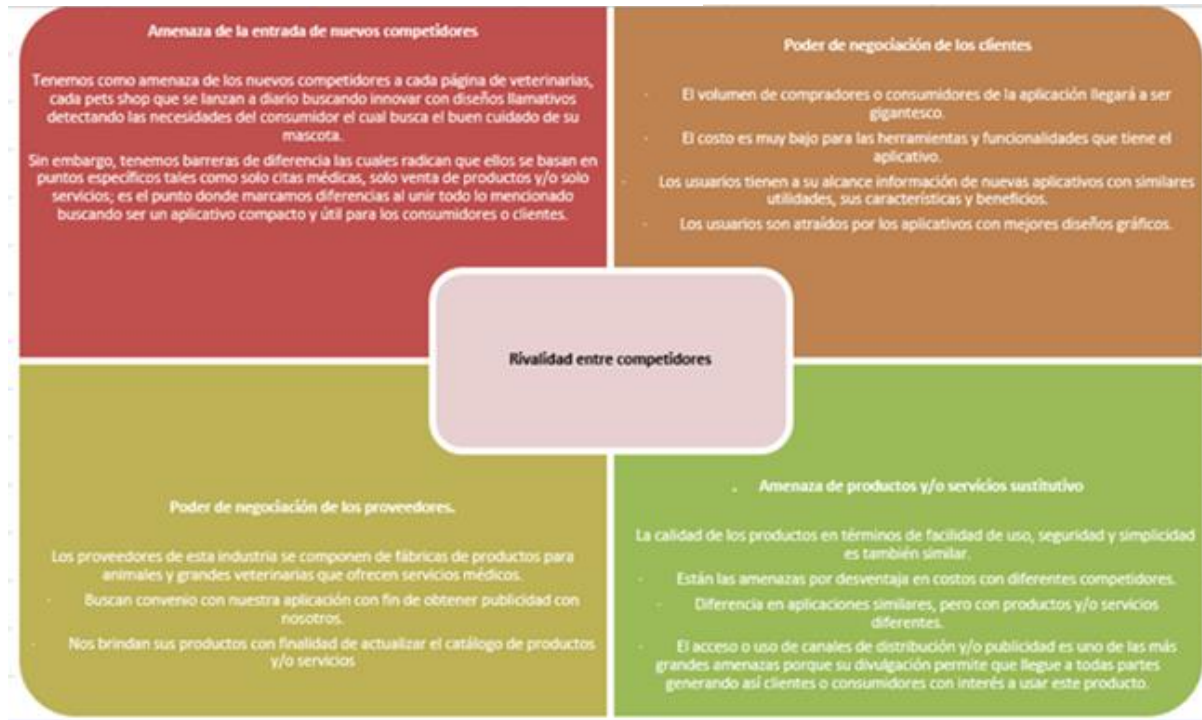 Amenaza de la entrada de nuevos competidores
Tenemos como amenaza de los nuevos competidores a cada página de veterinarias,
cada pets shop que se lanzan a diario buscando innovar con diseños llamativos
detectando las necesidades del consumidor el cual busca el buen cuidado de su
mascota.
Sin embargo, tenemos barreras de diferencia las cuales radican que ellos se basan en
puntos específicos tales como solo citas médicas, solo venta de productos y/o solo
servicios; es el punto donde marcamos diferencias al unir todo lo mencionado
buscando ser un aplicativo compacto y útil para los consumidores o clientes.
Poder de negociación de los clientes
- El volumen de compradores o consumidores de la aplicación llegará a ser
gigantesco.
- El costo es muy bajo para las herramientas y funcionalidades que tiene el
aplicativo.
- Los usuarios tienen a su alcance información de nuevas aplicativos con similares
utilidades, sus características y beneficios.
- Los usuarios son atraídos por los aplicativos con mejores diseños gráficos.
Rivalidad entre competidores
Poder de negociación de los proveedores.
Los proveedores de esta industria se componen de fábricas de productos para
animales y grandes veterinarias que ofrecen servicios médicos.
- Buscan convenio con nuestra aplicación con fin de obtener publicidad con
nosotros.
- Nos brindan sus productos con finalidad de actualizar el catálogo de productos
y/o servicios
. Amenaza de productos y/o servicios sustitutivo
La calidad de los productos en términos de facilidad de uso, seguridad y simplicidad
es también similar.
- Están las amenazas por desventaja en costos con diferentes competidores.
- Diferencia en aplicaciones similares, pero con productos y/o servicios
diferentes.
- El acceso o uso de canales de distribución y/o publicidad es uno de las más
grandes amenazas porque su divulgación permite que llegue a todas partes
generando así clientes o consumidores con interés a usar este producto.